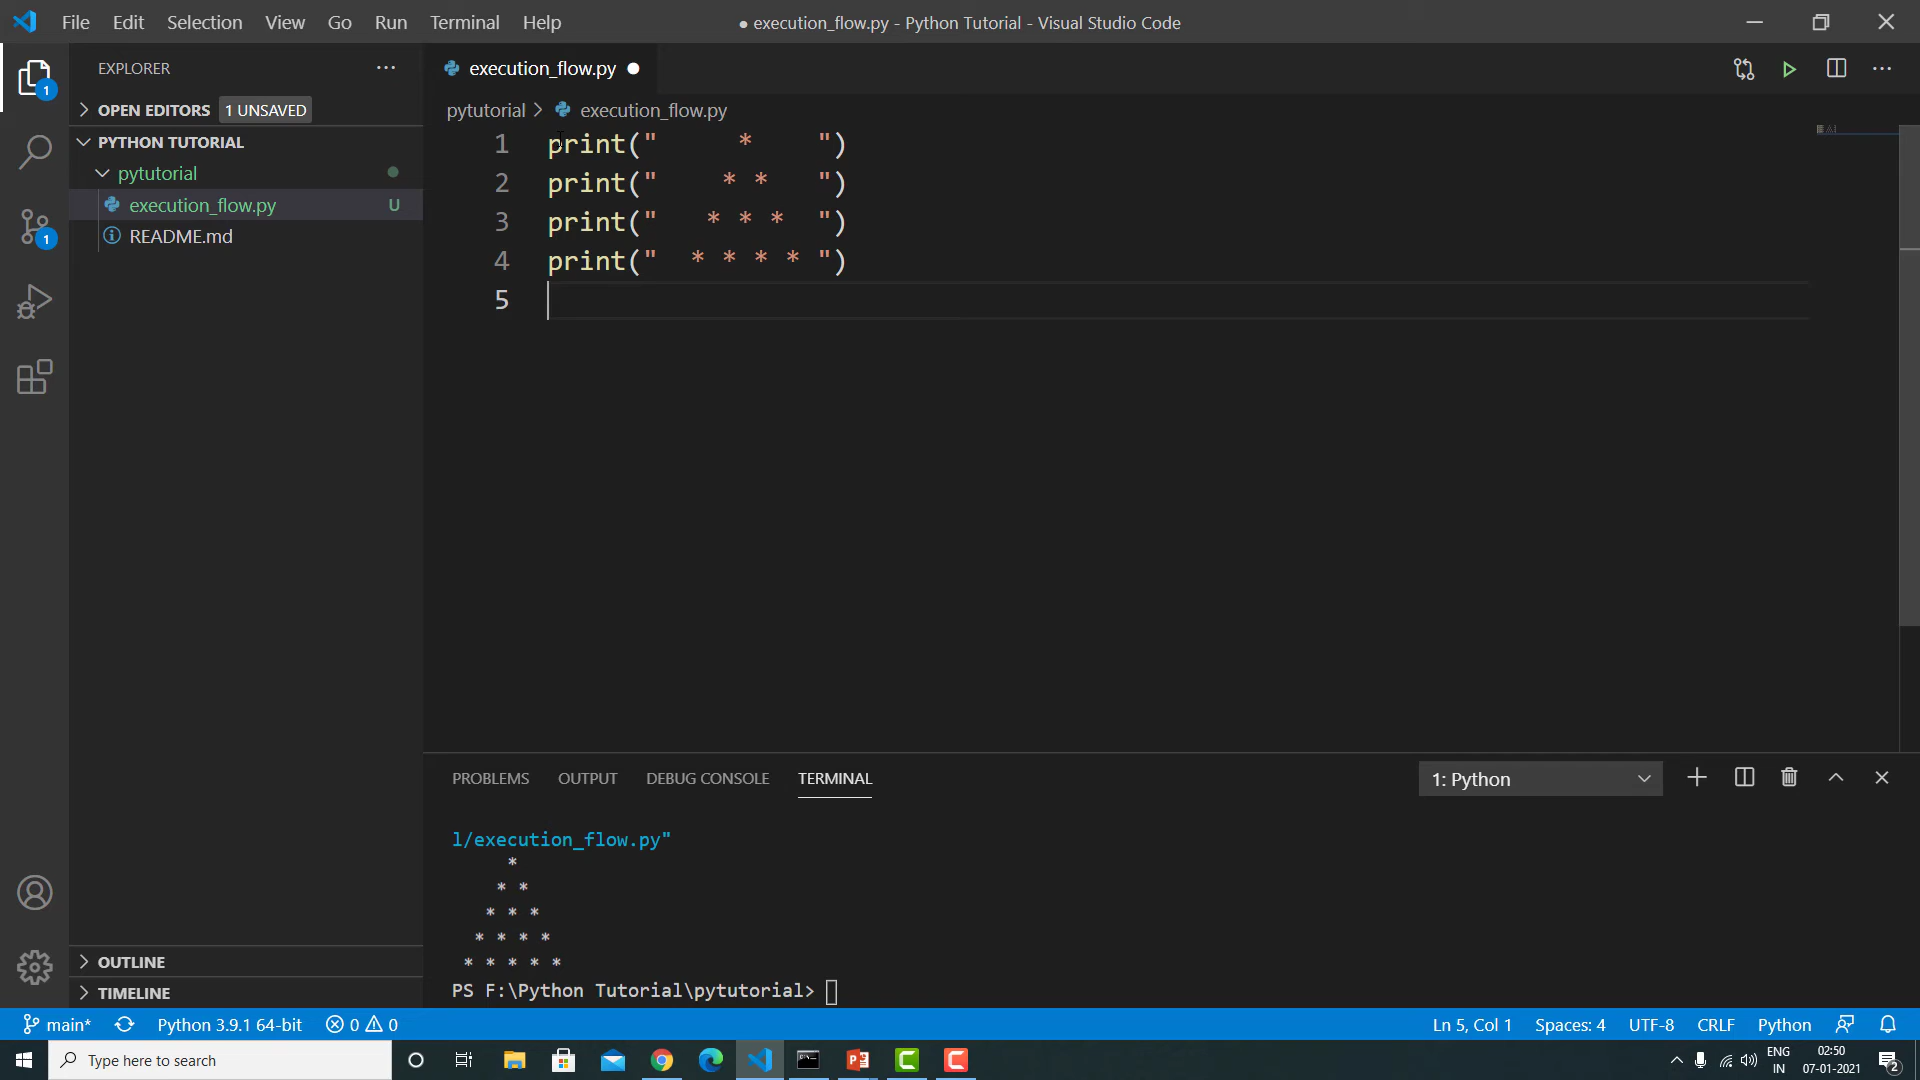 File Edit Selection View Go Run Terminal Help
● execution_flow.py - Python Tutorial - Visual Studio Code
EXPLORER
OPEN EDITORS 1 UNSAVED
PYTHON TUTORIAL
pytutorial
execution_flow.py U
README.md
OUTLINE
TIMELINE
1
1
execution_flow.py ●
pytutorial > execution_flow.py
1 print("     *    ")
2 print("    * *   ")
3 print("   * * *  ")
4 print("  * * * * ")
5
PROBLEMS OUTPUT DEBUG CONSOLE TERMINAL
1: Python
l/execution_flow.py"
     *
    * *
   * * *
  * * * *
 * * * * *
PS F:\Python Tutorial\pytutorial>
main* Python 3.9.1 64-bit 0 0
Ln 5, Col 1 Spaces: 4 UTF-8 CRLF Python
Type here to search
ENG
IN
02:50
07-01-2021
2